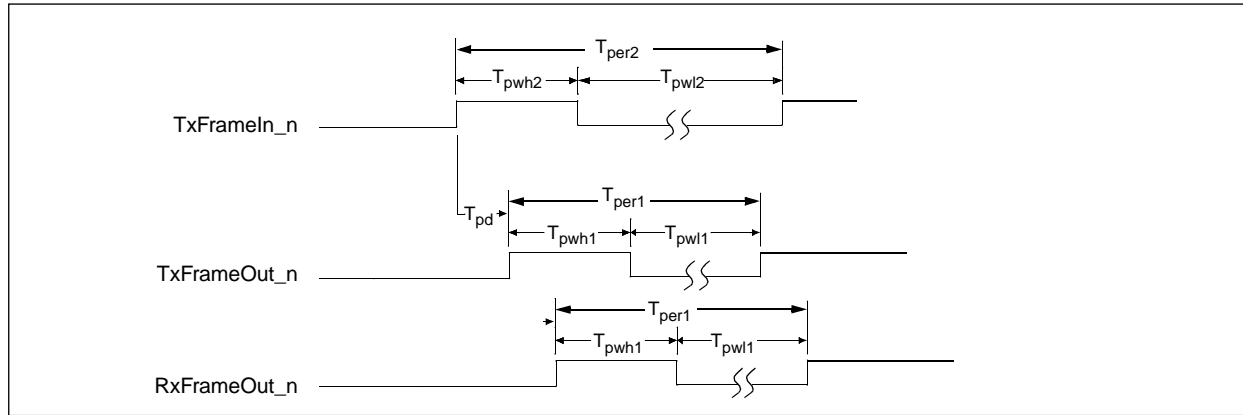 Tper2
Tpwh2 Tpwl2
TxFrameIn_n
Tpd Tper1
Tpwh1 Tpwl1
TxFrameOut_n
Tper1
Tpwh1 Tpwl1
RxFrameOut_n